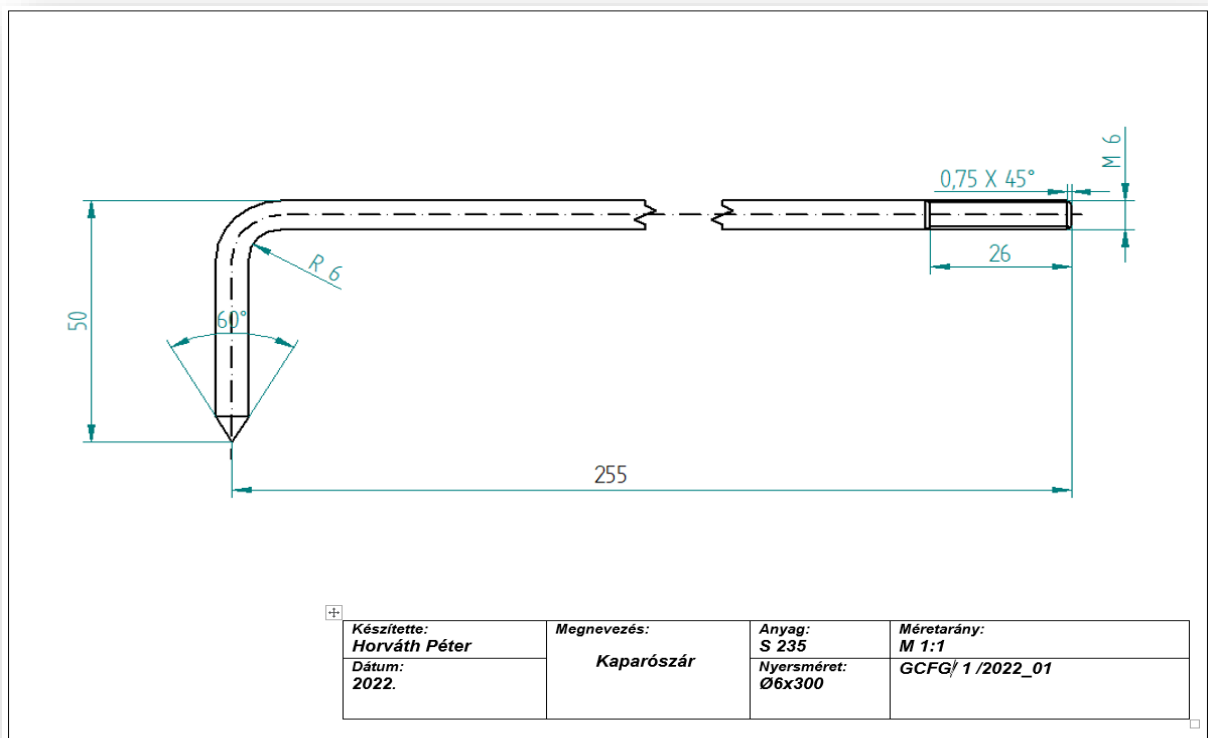 M 6
0,75 X 45°
26
R 6
50
60°
255
Készítette:
Horváth Péter
Dátum:
2022.
Megnevezés:
Kaparószár
Anyag:
S 235
Nyersméret:
Ø6x300
Méretarány:
M 1:1
GCFG/ 1 /2022_01